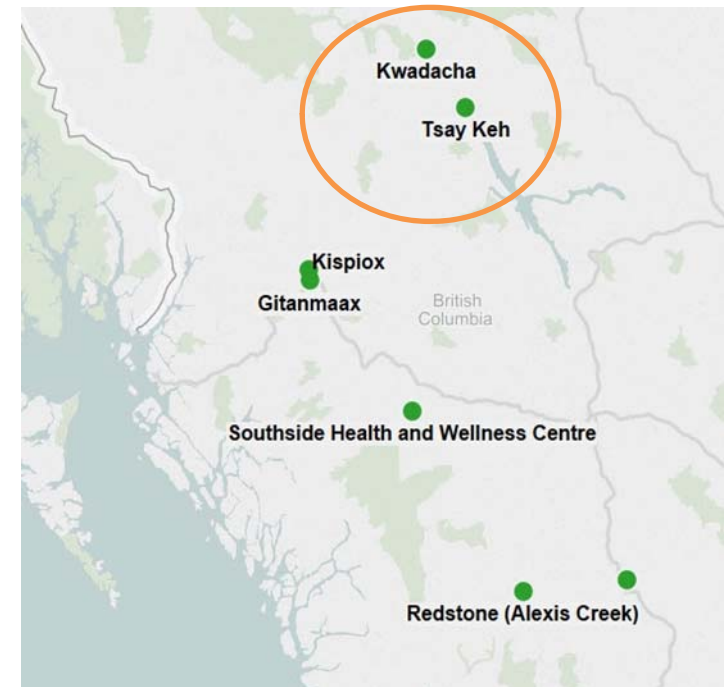 Kwadacha
Tsay Keh
Kispiox
Gitanmaax
British
Columbia
Southside Health and Wellness Centre
Redstone (Alexis Creek)